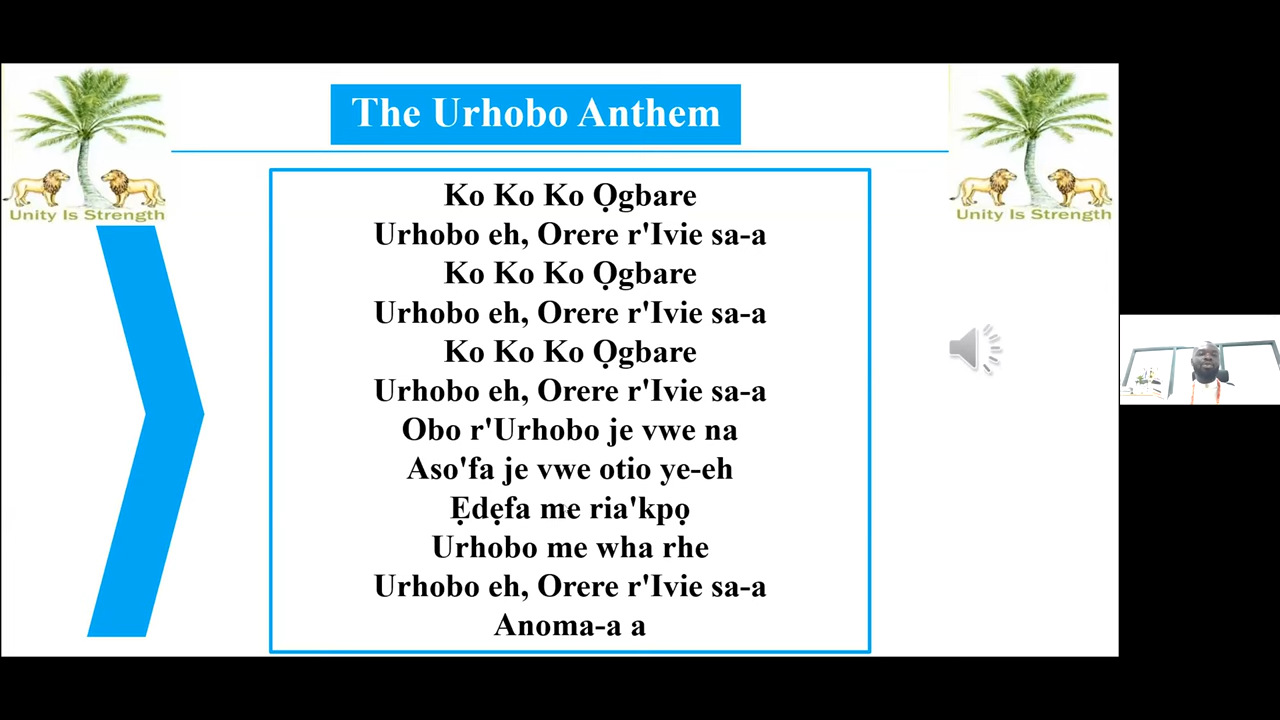 The Urhobo Anthem
Unity Is Strength
Unity Is Strength
Ko Ko Ko Ọgbare
Urhobo eh, Orere r'Ivie sa-a
Ko Ko Ko Ọgbare
Urhobo eh, Orere r'Ivie sa-a
Ko Ko Ko Ọgbare
Urhobo eh, Orere r'Ivie sa-a
Obo r'Urhobo je vwe na
Aso'fa je vwe otio ye-eh
Ẹdẹfa me ria'kpọ
Urhobo me wha rhe
Urhobo eh, Orere r'Ivie sa-a
Anoma-a a